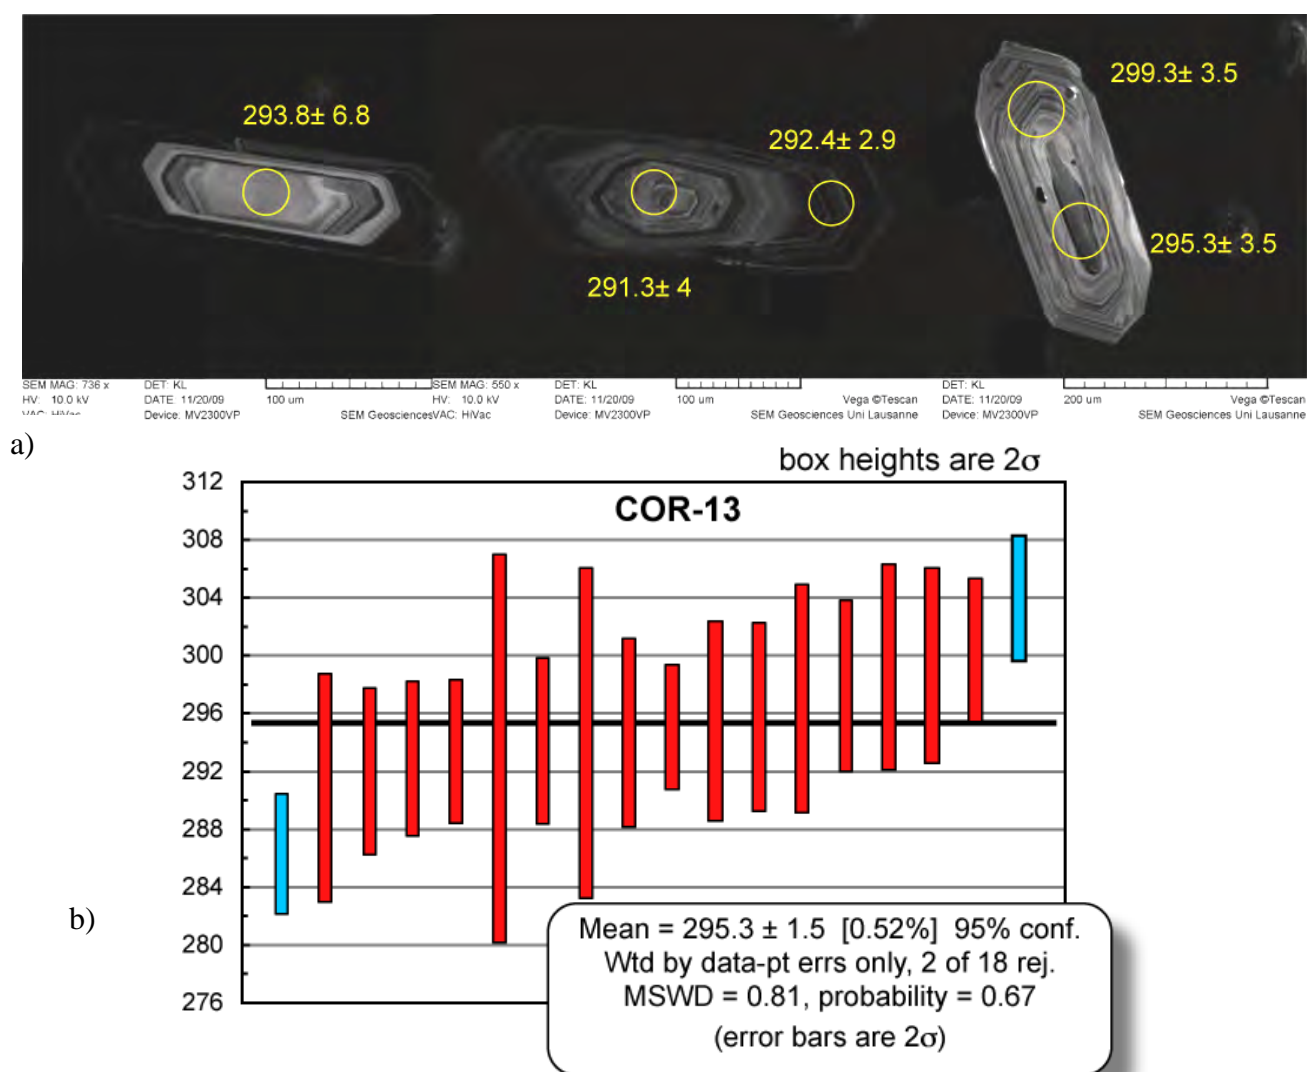 293.8± 6.8
292.4± 2.9
291.3± 4
299.3± 3.5
295.3± 3.5
SEM MAG: 736 x DET: KL
HV: 10.0 kV DATE: 11/20/09 100 um
VAC: HiVac Device: MV2300VP SEM Geosciences
SEM MAG: 550 x DET: KL
HV: 10.0 kV DATE: 11/20/09 100 um Vega ©Tescan
VAC: HiVac Device: MV2300VP SEM Geosciences Uni Lausanne
DET: KL
DATE: 11/20/09 200 um Vega ©Tescan
Device: MV2300VP SEM Geosciences Uni Lausanne
a)
box heights are 2σ
COR-13
312
308
304
300
296
292
288
284
280
276
b)
Mean = 295.3 ± 1.5 [0.52%] 95% conf.
Wtd by data-pt errs only, 2 of 18 rej.
MSWD = 0.81, probability = 0.67
(error bars are 2σ)